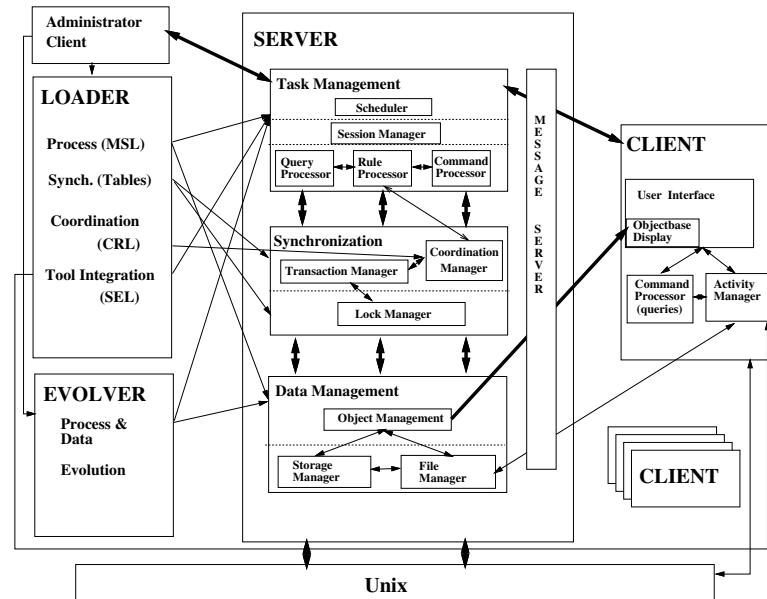 Administrator
Client
LOADER
Process (MSL)
Synch. (Tables)
Coordination
(CRL)
Tool Integration
(SEL)
EVOLVER
Process &
Data
Evolution
SERVER
Task Management
Scheduler
Session Manager
Query
Processor
Rule
Processor
Command
Processor
Synchronization
Transaction Manager
Coordination
Manager
Lock Manager
Data Management
Object Management
Storage
Manager
File
Manager
MESSAGE
SERVER
CLIENT
User Interface
Objectbase
Display
Command
Processor
(queries)
Activity
Manager
CLIENT
Unix